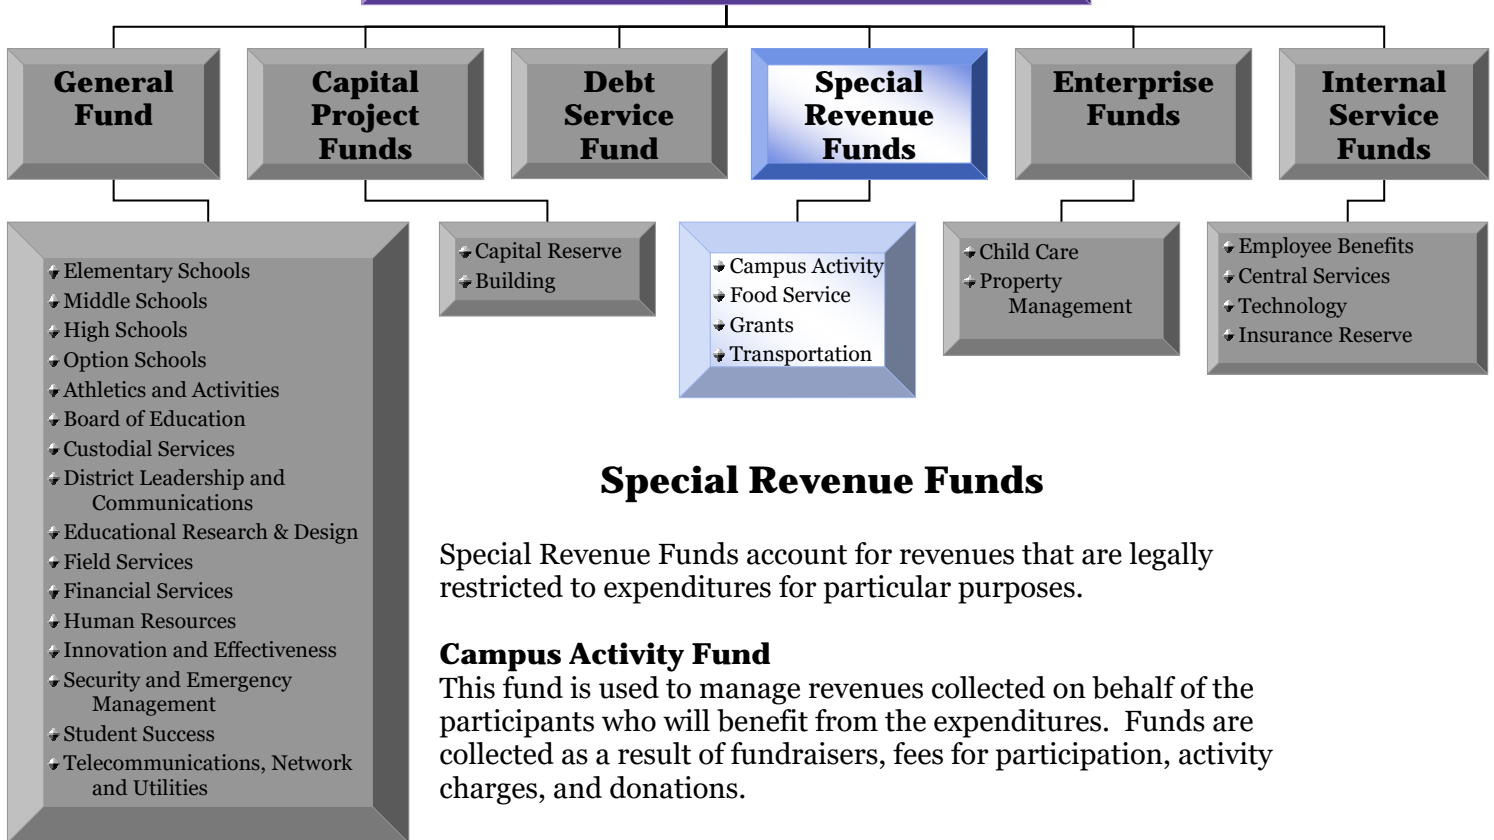 General
Fund
Capital
Project
Funds
Debt
Service
Fund
Special
Revenue
Funds
Enterprise
Funds
Internal
Service
Funds
Elementary Schools
Middle Schools
High Schools
Option Schools
Athletics and Activities
Board of Education
Custodial Services
District Leadership and
Communications
Educational Research & Design
Field Services
Financial Services
Human Resources
Innovation and Effectiveness
Security and Emergency
Management
Student Success
Telecommunications, Network
and Utilities
Capital Reserve
Building
Campus Activity
Food Service
Grants
Transportation
Child Care
Property
Management
Employee Benefits
Central Services
Technology
Insurance Reserve
Special Revenue Funds
Special Revenue Funds account for revenues that are legally
restricted to expenditures for particular purposes.
Campus Activity Fund
This fund is used to manage revenues collected on behalf of the
participants who will benefit from the expenditures.  Funds are
collected as a result of fundraisers, fees for participation, activity
charges, and donations.